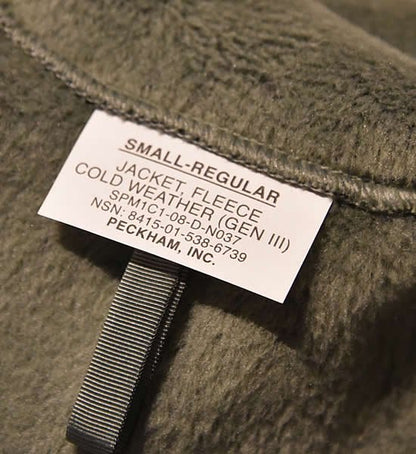 SMALL-REGULAR
JACKET, FLEECE
COLD WEATHER (GEN III)
SPM1C1-08-D-N037
NSN: 8415-01-538-6739
PECKHAM, INC.